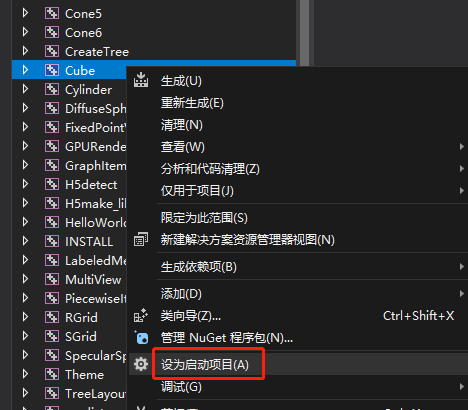 Cone5
Cone6
CreateTree
Cube
Cylinder
DiffuseSph
FixedPointV
GPURende
GraphItem
H5detect
H5make_lil
HelloWorl
INSTALL
LabeledMe
MultiView
PiecewiseIt
RGrid
SGrid
SpecularSp
Theme
TreeLayou
生成(U)
重新生成(E)
清理(N)
查看(W)
分析和代码清理(Z)
仅用于项目(J)
限定为此范围(S)
新建解决方案资源管理器视图(N)
生成依赖项(B)
添加(D)
类向导(Z)... Ctrl+Shift+X
管理 NuGet 程序包(N)...
设为启动项目(A)
调试(G)